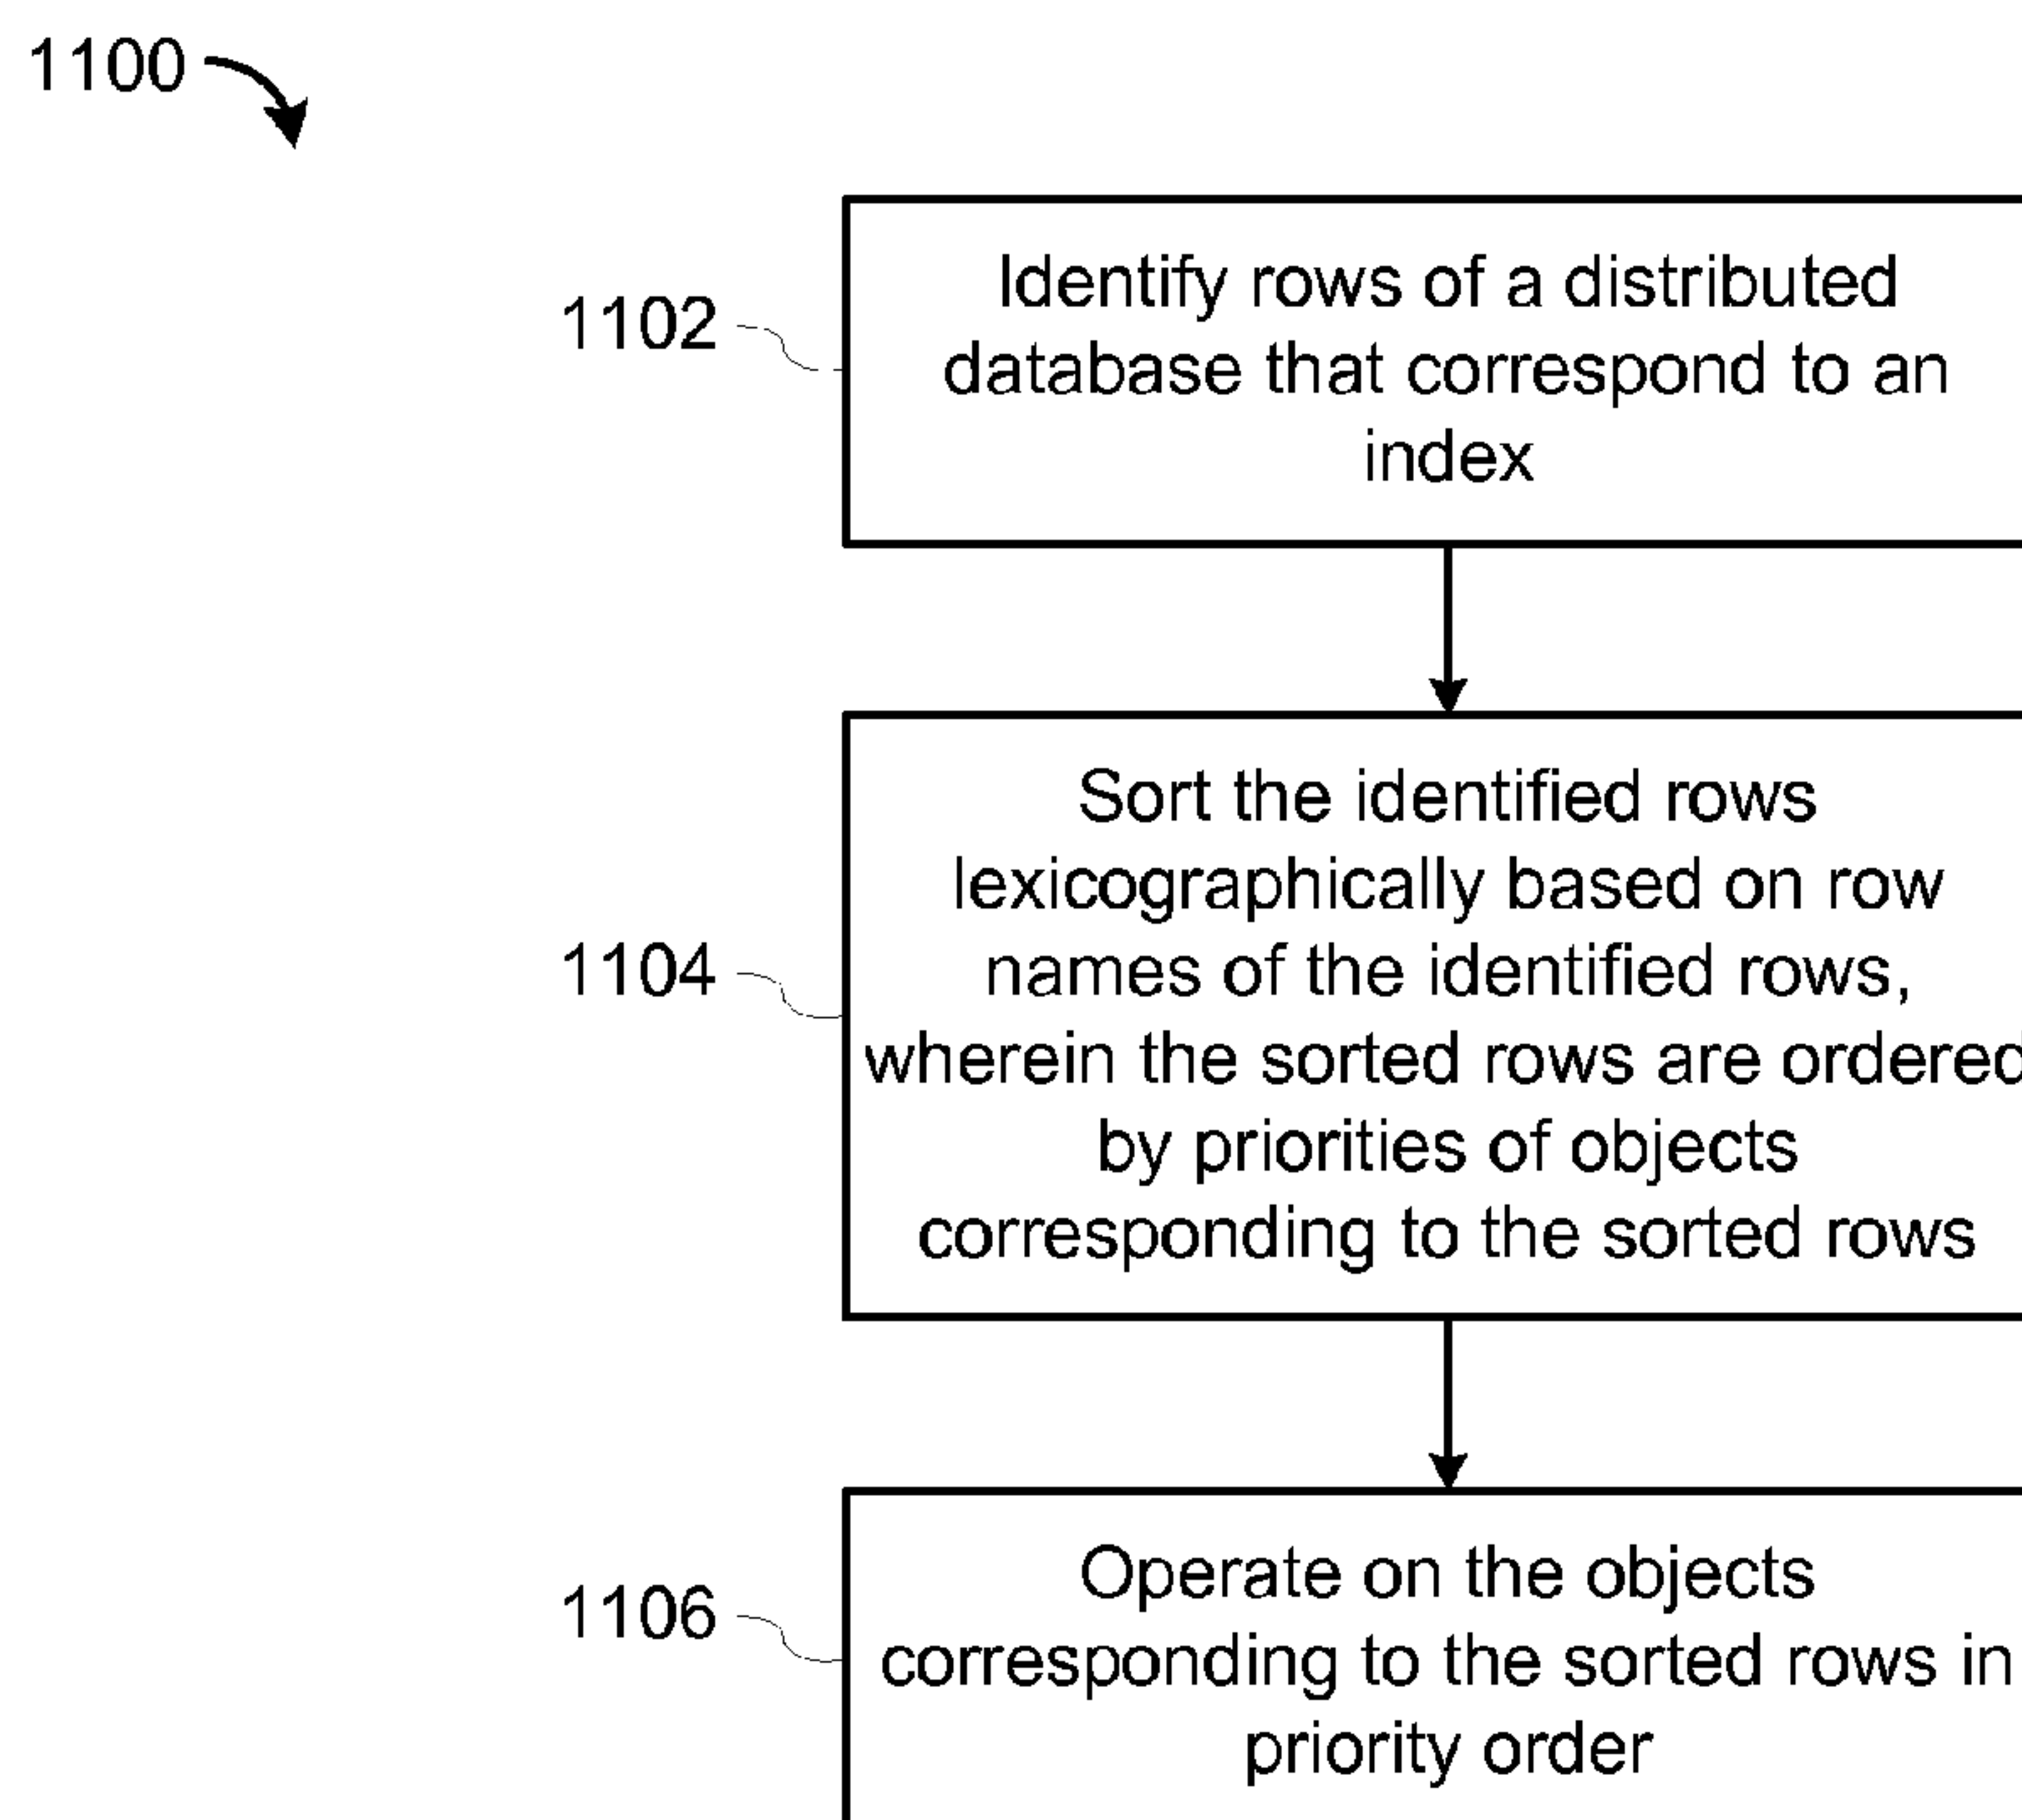 1100
1102
Identify rows of a distributed
database that correspond to an
index
1104
Sort the identified rows
lexicographically based on row
names of the identified rows,
wherein the sorted rows are ordered
by priorities of objects
corresponding to the sorted rows
1106
Operate on the objects
corresponding to the sorted rows in
priority order